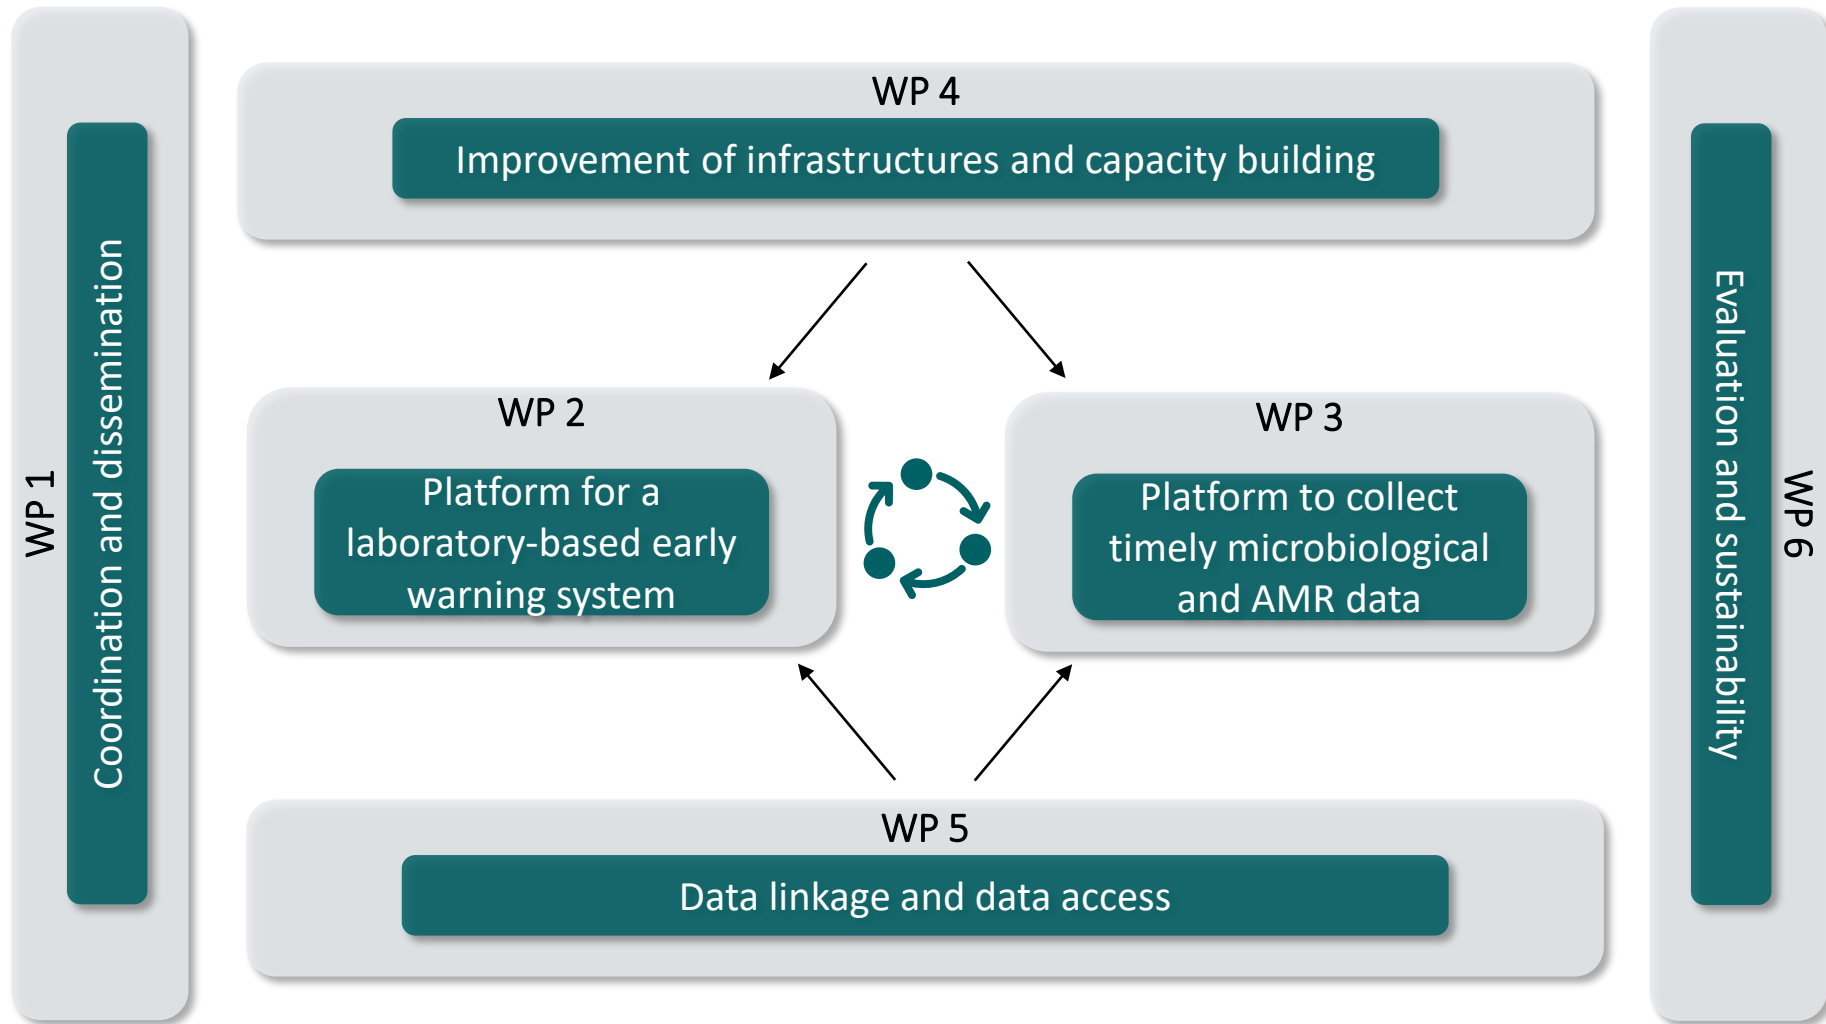 WP 1
Coordination and dissemination
WP 4
Improvement of infrastructures and capacity building
WP 2
Platform for a
laboratory-based early
warning system
WP 3
Platform to collect
timely microbiological
and AMR data
WP 5
Data linkage and data access
Evaluation and sustainability
WP 6